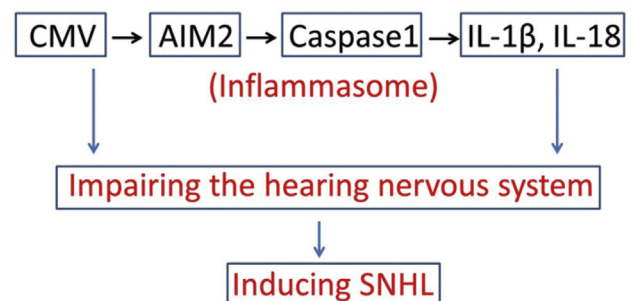 CMV → AIM2 → Caspase1 → IL-1β, IL-18
(Inflammasome)
Impairing the hearing nervous system
Inducing SNHL